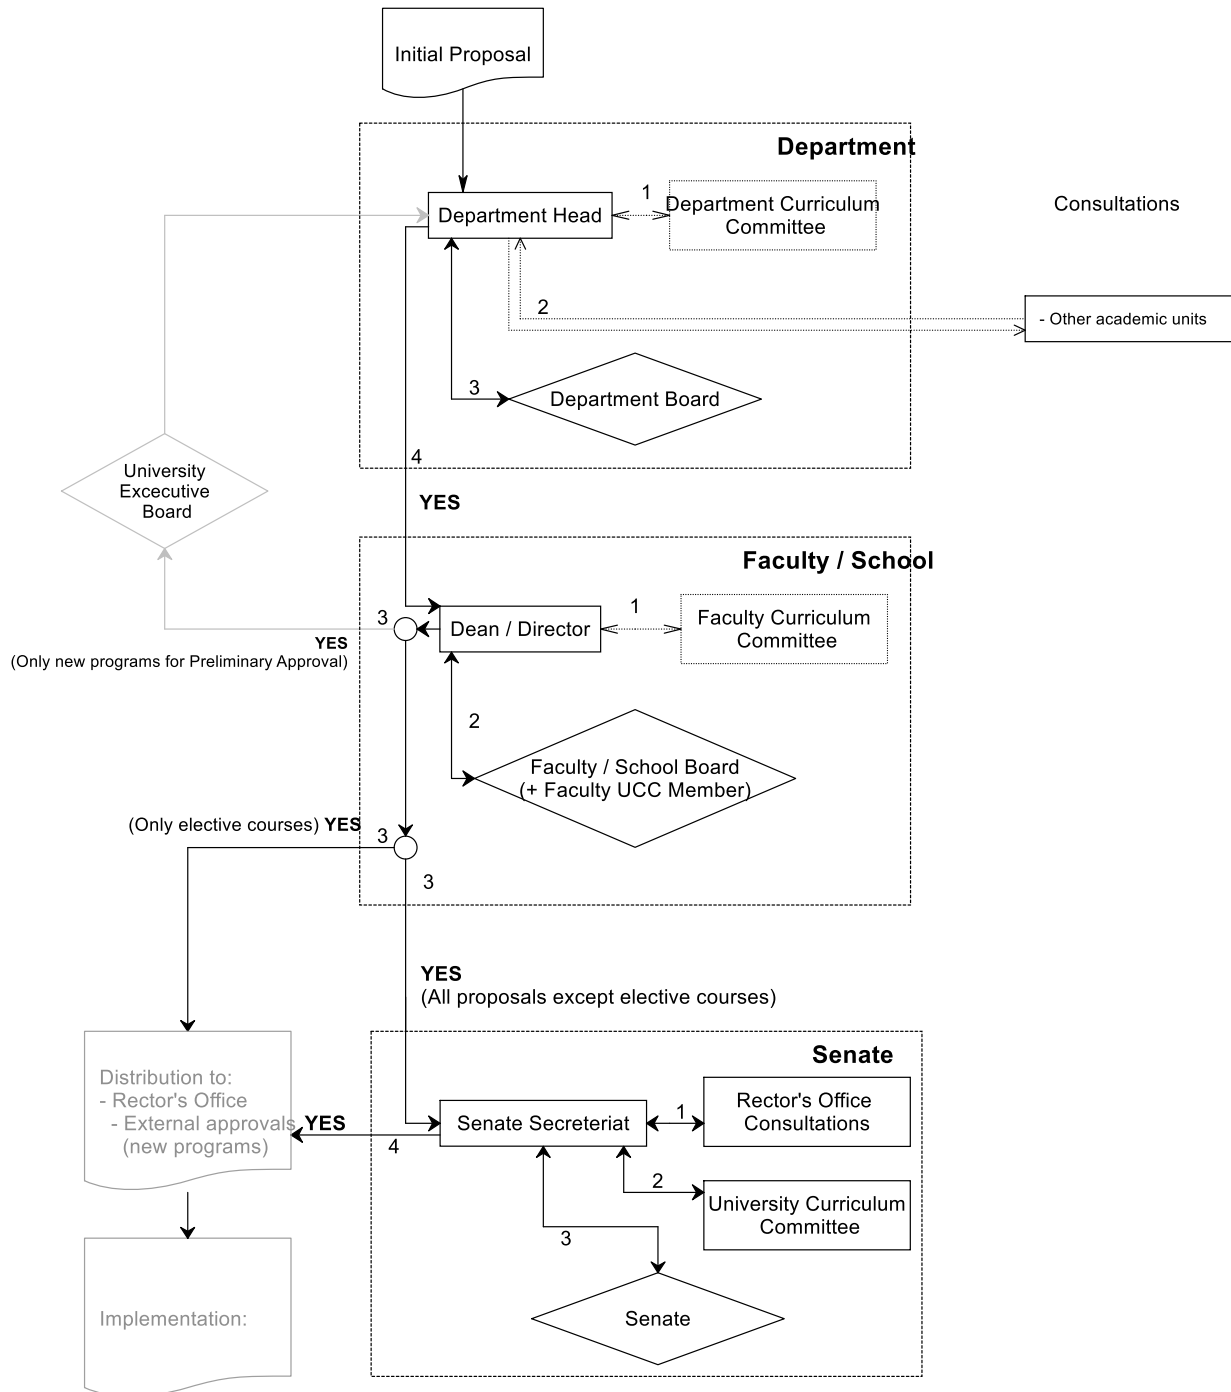 Initial Proposal
Department
1
Department Head
Department Curriculum
Committee
Consultations
2
- Other academic units
3
Department Board
4
University
Excecutive
Board
YES
Faculty / School
1
3
Dean / Director
Faculty Curriculum
Committee
YES
(Only new programs for Preliminary Approval)
2
Faculty / School Board
(+ Faculty UCC Member)
(Only elective courses) YES
3
3
YES
(All proposals except elective courses)
Senate
Distribution to:
- Rector's Office
- External approvals
(new programs)
YES
4
Senate Secreteriat
1
Rector's Office
Consultations
2
University Curriculum
Committee
3
Senate
Implementation: